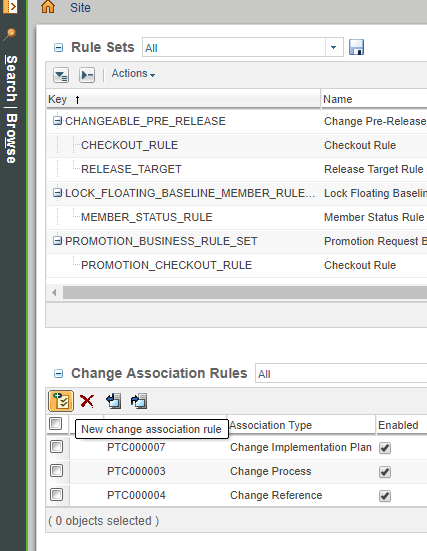 Site
Search | Browse
Rule Sets All
Actions
Key Name
CHANGEABLE_PRE_RELEASE Change Pre-Release
CHECKOUT_RULE Checkout Rule
RELEASE_TARGET Release Target Rule
LOCK_FLOATING_BASELINE_MEMBER_RULE... Lock Floating Baselin
MEMBER_STATUS_RULE Member Status Rule
PROMOTION_BUSINESS_RULE_SET Promotion Request B
PROMOTION_CHECKOUT_RULE Checkout Rule
Change Association Rules All
New change association rule
Association Type Enabled
PTC000007 Change Implementation Plan
PTC000003 Change Process
PTC000004 Change Reference
( 0 objects selected )